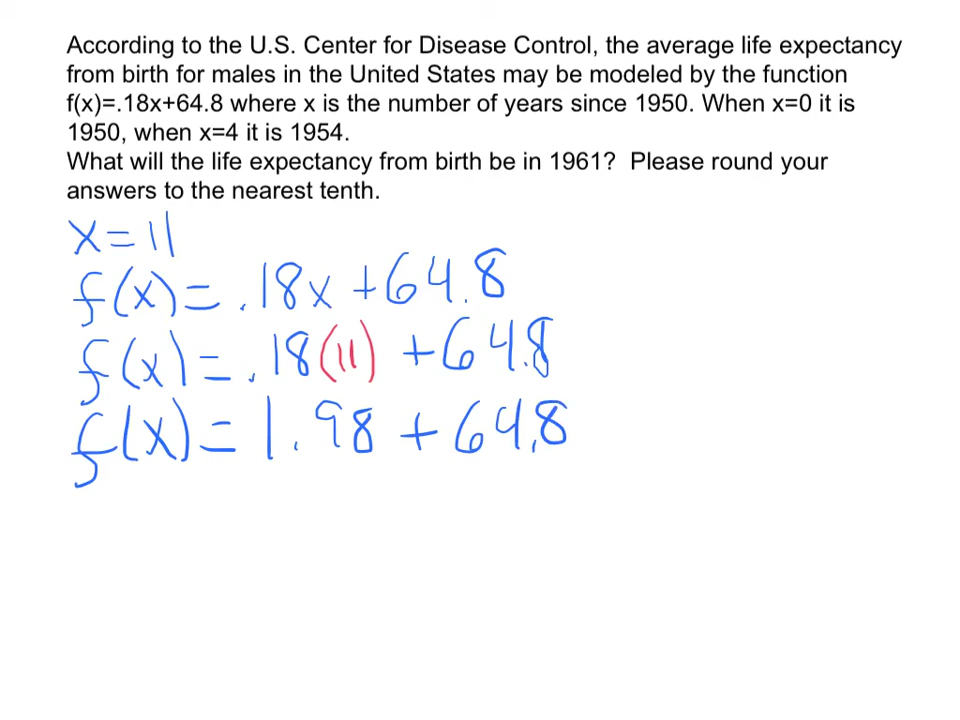 According to the U.S. Center for Disease Control, the average life expectancy
from birth for males in the United States may be modeled by the function
f(x)=.18x+64.8 where x is the number of years since 1950. When x=0 it is
1950, when x=4 it is 1954.
What will the life expectancy from birth be in 1961? Please round your
answers to the nearest tenth.
x=11
f(x)=.18x+64.8
f(x)=.18(11)+64.8
f(x)=1.98+64.8